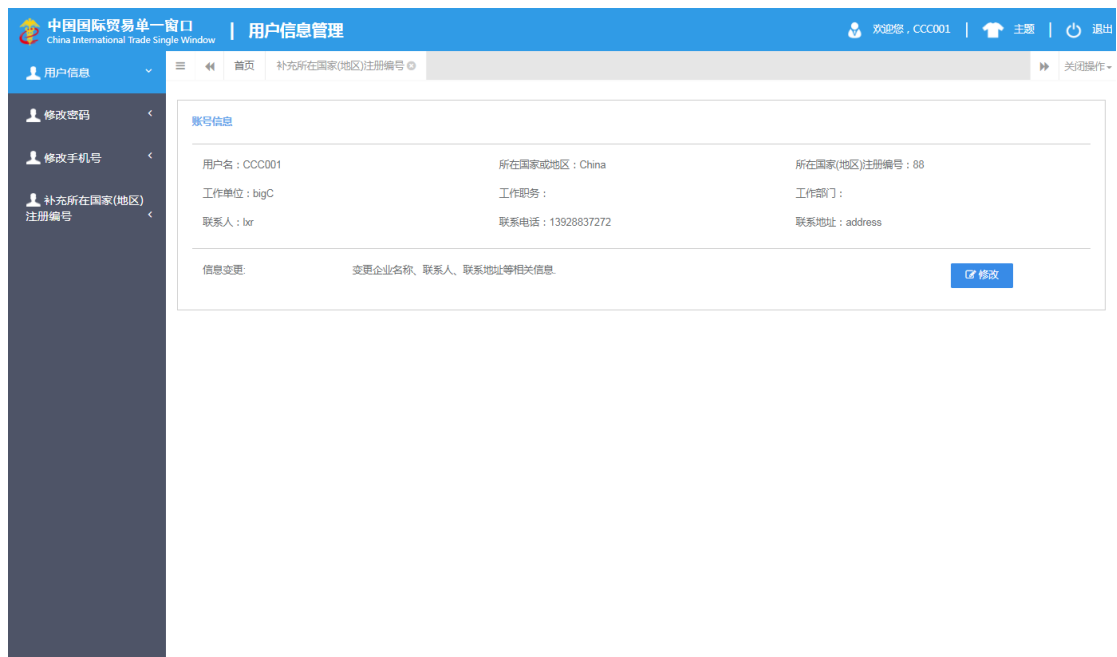 中国国际贸易单一窗口 | 用户信息管理 欢迎您，CCC001 | 主题 | 退出
China International Trade Single Window
用户信息 首页 补充所在国家(地区)注册编号 关闭操作
修改密码
修改手机号
补充所在国家(地区)
注册编号
账号信息
用户名：CCC001 所在国家或地区：China 所在国家(地区)注册编号：88
工作单位：bigC 工作职务： 工作部门：
联系人：lxr 联系电话：13928837272 联系地址：address
信息变更: 变更企业名称、联系人、联系地址等相关信息. 修改